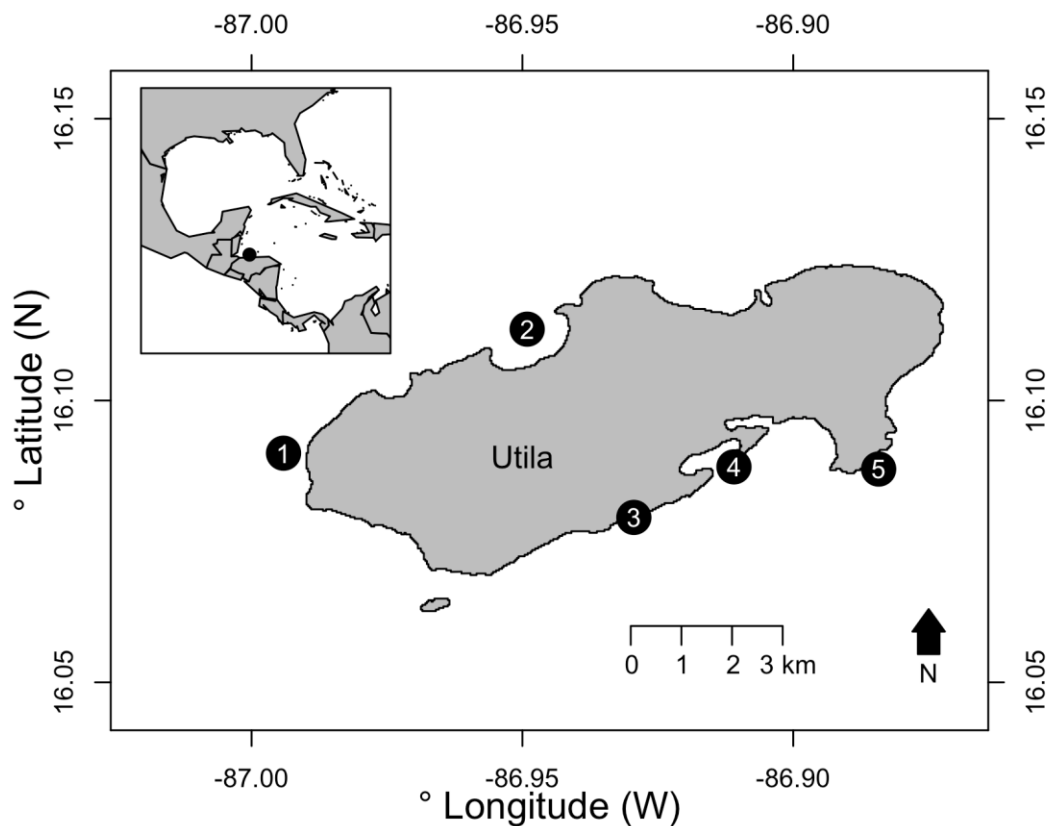 -87.00 -86.95 -86.90
16.15 16.15
2
° Latitude (N)
16.10 16.10
1 Utila 4 5
3
0 1 2 3 km
N
16.05 16.05
-87.00 -86.95 -86.90
° Longitude (W)